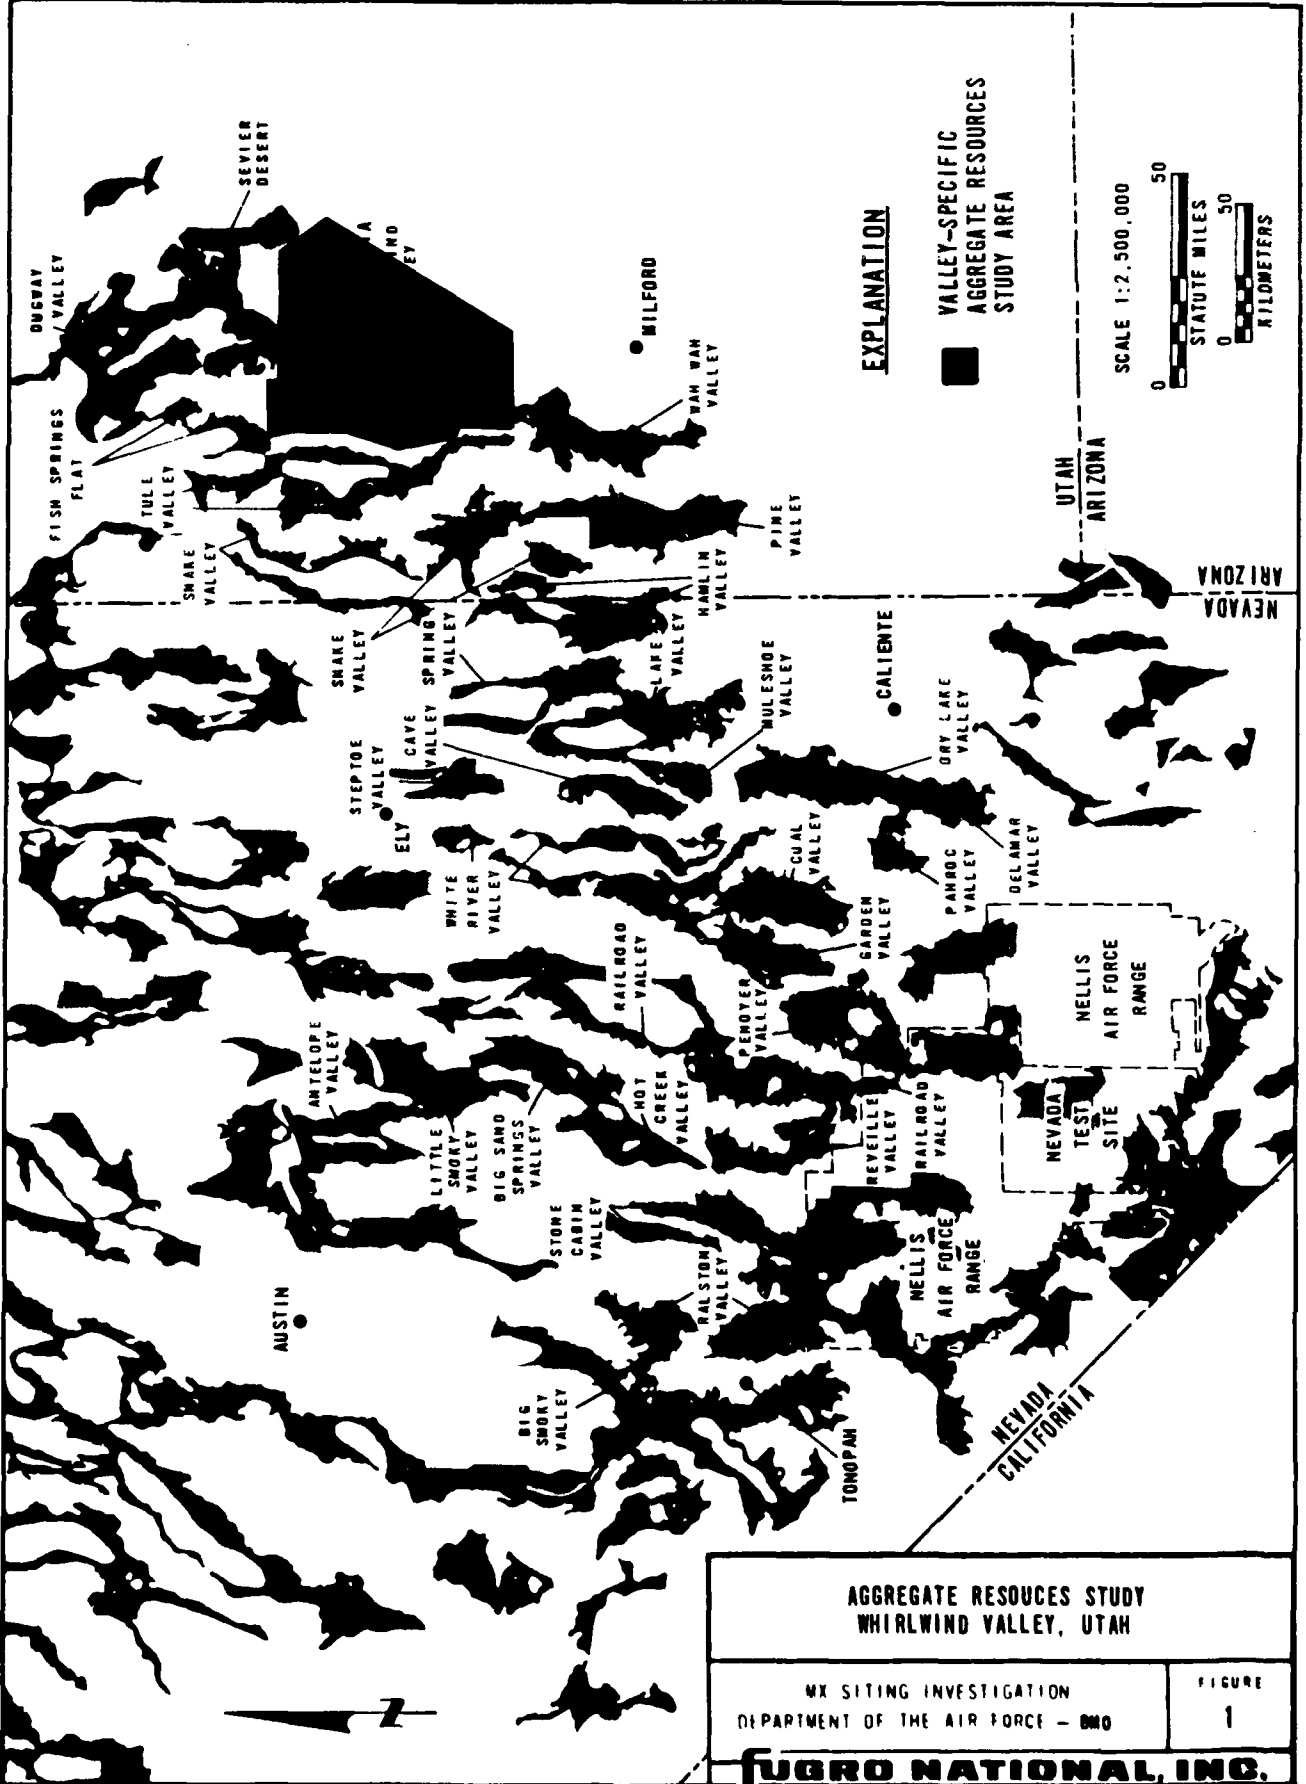 DUGWAY
VALLEY
SEVIER
DESERT
FISH SPRINGS
FLAT
TULE
VALLEY
SNAKE
VALLEY
MILFORD
WAH WAH
VALLEY
PINE
VALLEY
HAMLIN
VALLEY
SNAKE
VALLEY
SPRING
VALLEY
LAKE
VALLEY
CAVE
VALLEY
MULESHOE
VALLEY
STEPTOE
VALLEY
ELY
CALIENTE
DRY LAKE
VALLEY
DELAMAR
VALLEY
PAHROC
VALLEY
COAL
VALLEY
GARDEN
VALLEY
WHITE
RIVER
VALLEY
RAILROAD
VALLEY
PENOYER
VALLEY
ANTELOPE
VALLEY
LITTLE
SMOKY
VALLEY
BIG SAND
SPRINGS
VALLEY
HOT
CREEK
VALLEY
REVEILLE
VALLEY
RAILROAD
VALLEY
STONE
CABIN
VALLEY
RALSTON
VALLEY
AUSTIN
BIG
SMOKY
VALLEY
TONOPAH
NELLIS
AIR FORCE
RANGE
NEVADA
TEST
SITE
NELLIS
AIR FORCE
RANGE
NEVADA
CALIFORNIA
UTAH
ARIZONA
NEVADA
ARIZONA
EXPLANATION
VALLEY-SPECIFIC
AGGREGATE RESOURCES
STUDY AREA
SCALE 1:2,500,000
0 50
STATUTE MILES
0 50
KILOMETERS
N
AGGREGATE RESOUCES STUDY
WHIRLWIND VALLEY, UTAH
MX SITING INVESTIGATION
DEPARTMENT OF THE AIR FORCE – BMO
FIGURE
1
FUGRO NATIONAL, INC.